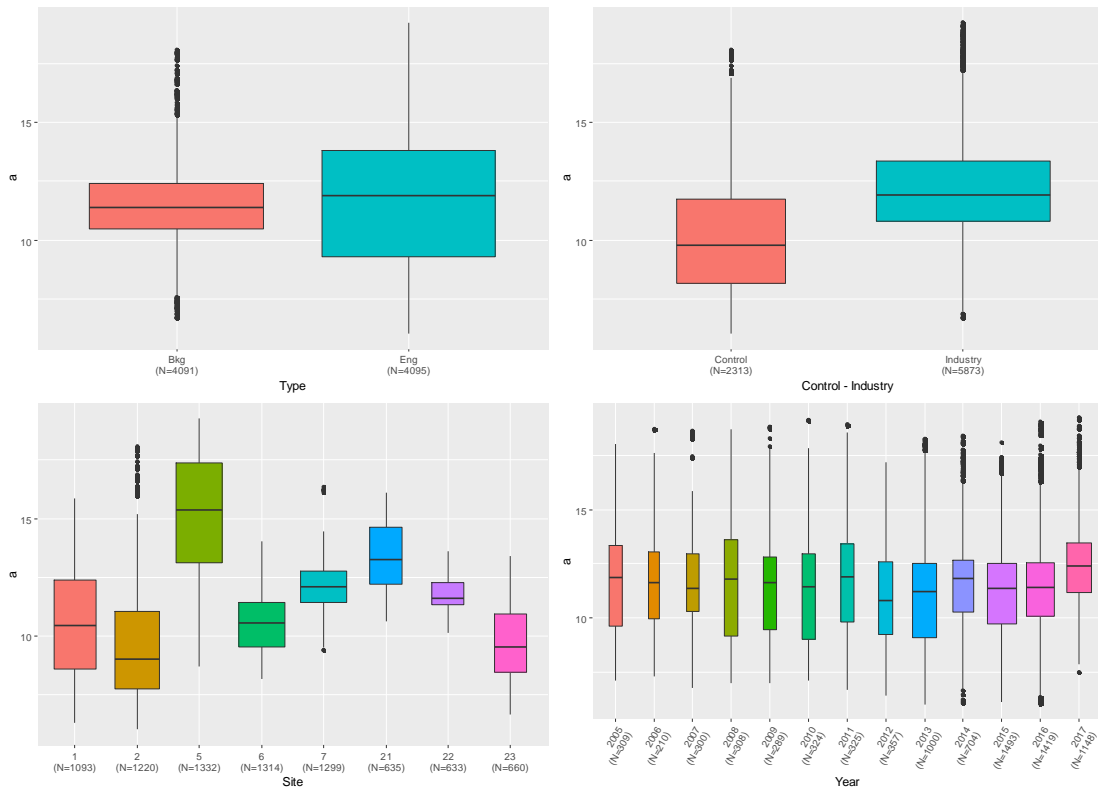 a
15
10
Bkg
(N=4091)
Eng
(N=4095)
Type
a
15
10
Control
(N=2313)
Industry
(N=5873)
Control - Industry
a
15
10
1
(N=1093)
2
(N=1220)
5
(N=1332)
6
(N=1314)
7
(N=1299)
21
(N=635)
22
(N=633)
23
(N=660)
Site
a
15
10
2005
(N=309)
2006
(N=210)
2007
(N=300)
2008
(N=308)
2009
(N=289)
2010
(N=324)
2011
(N=325)
2012
(N=357)
2013
(N=1000)
2014
(N=704)
2015
(N=1493)
2016
(N=1419)
2017
(N=1148)
Year